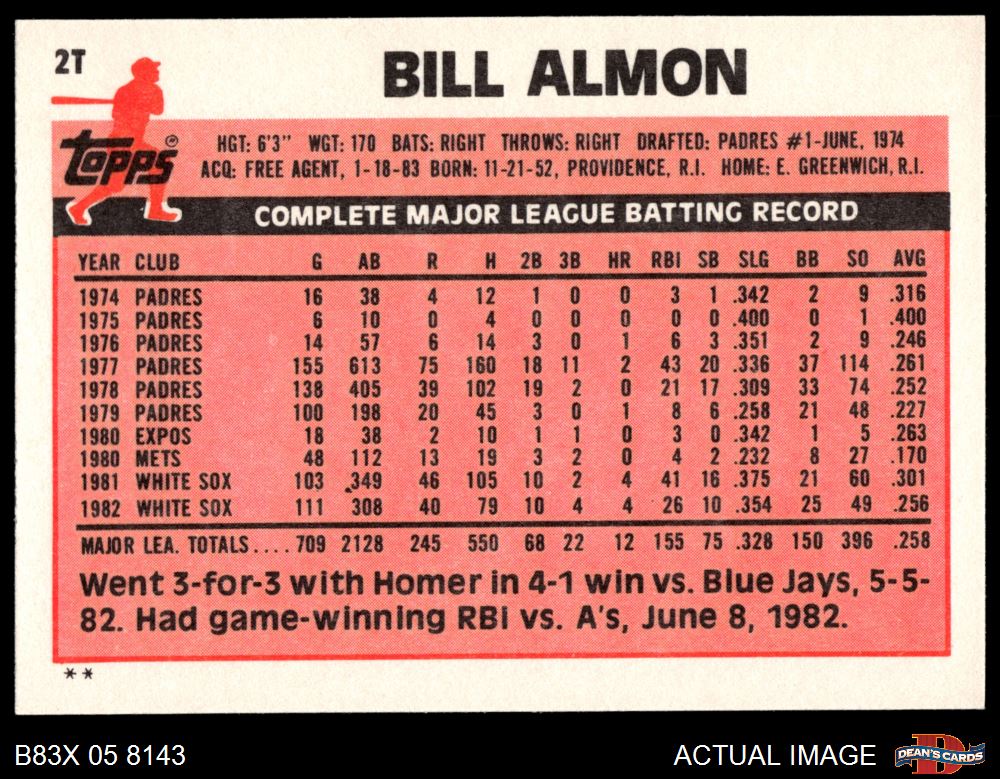 2T
BILL ALMON
topps ®
HGT: 6'3" WGT: 170 BATS: RIGHT THROWS: RIGHT DRAFTED: PADRES #1-JUNE, 1974
ACQ: FREE AGENT, 1-18-83 BORN: 11-21-52, PROVIDENCE, R.I. HOME: E. GREENWICH, R.I.
COMPLETE MAJOR LEAGUE BATTING RECORD
YEAR CLUB G AB R H 2B 3B HR RBI SB SLG BB SO AVG
1974 PADRES 16 38 4 12 1 0 0 3 1 .342 2 9 .316
1975 PADRES 6 10 0 4 0 0 0 0 0 .400 0 1 .400
1976 PADRES 14 57 6 14 3 0 1 6 3 .351 2 9 .246
1977 PADRES 155 613 75 160 18 11 2 43 20 .336 37 114 .261
1978 PADRES 138 405 39 102 19 2 0 21 17 .309 33 74 .252
1979 PADRES 100 198 20 45 3 0 1 8 6 .258 21 48 .227
1980 EXPOS 18 38 2 10 1 1 0 3 0 .342 1 5 .263
1980 METS 48 112 13 19 3 2 0 4 2 .232 8 27 .170
1981 WHITE SOX 103 349 46 105 10 2 4 41 16 .375 21 60 .301
1982 WHITE SOX 111 308 40 79 10 4 4 26 10 .354 25 49 .256
MAJOR LEA. TOTALS.... 709 2128 245 550 68 22 12 155 75 .328 150 396 .258
Went 3-for-3 with Homer in 4-1 win vs. Blue Jays, 5-5-
82. Had game-winning RBI vs. A's, June 8, 1982.
**
B83X 05 8143 ACTUAL IMAGE DEAN'S CARDS